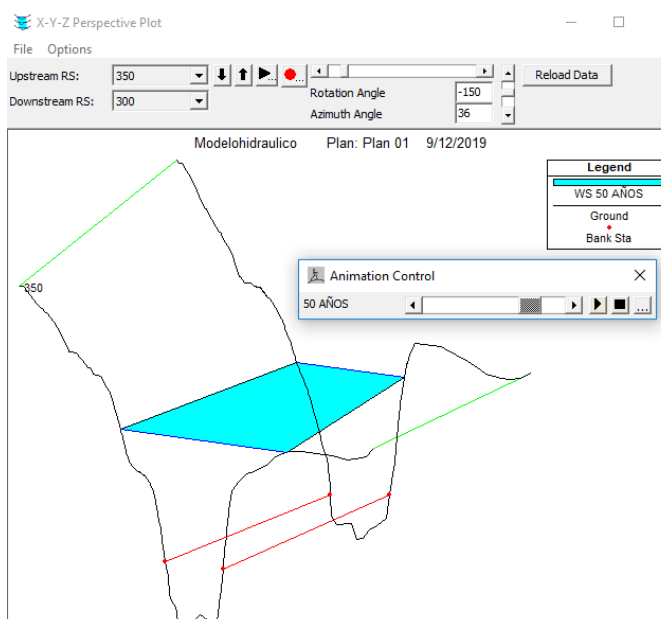 X-Y-Z Perspective Plot
File Options
Upstream RS: 350
Downstream RS: 300
Rotation Angle -150
Azimuth Angle 36
Reload Data
Modelohidraulico Plan: Plan 01 9/12/2019
Legend
WS 50 AÑOS
Ground
Bank Sta
350
Animation Control
50 AÑOS